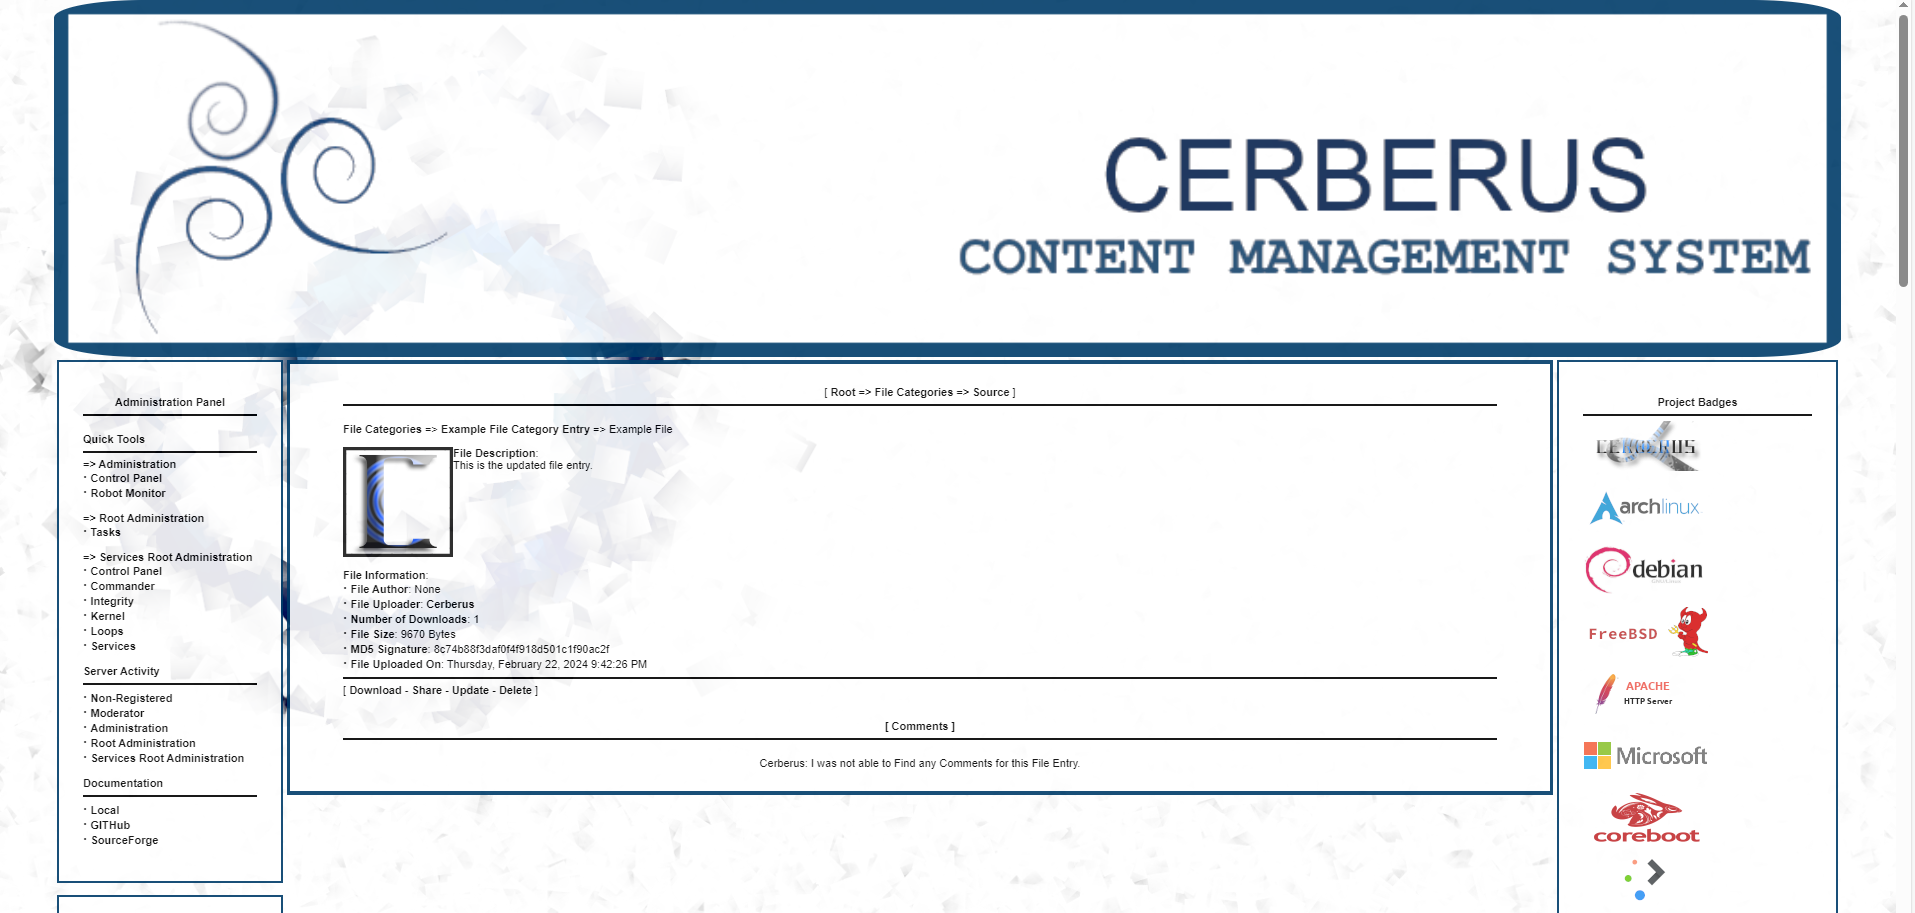 CERBERUS
CONTENT MANAGEMENT SYSTEM
Administration Panel
Quick Tools
=> Administration
· Control Panel
· Robot Monitor
=> Root Administration
· Tasks
=> Services Root Administration
· Control Panel
· Commander
· Integrity
· Kernel
· Loops
· Services
Server Activity
· Non-Registered
· Moderator
· Administration
· Root Administration
· Services Root Administration
Documentation
· Local
· GITHub
· SourceForge
[ Root => File Categories => Source ]
File Categories => Example File Category Entry => Example File
File Description:
This is the updated file entry.
File Information:
· File Author: None
· File Uploader: Cerberus
· Number of Downloads: 1
· File Size: 9670 Bytes
· MD5 Signature: 8c74b88f3daf0f4f918d501c1f90ac2f
· File Uploaded On: Thursday, February 22, 2024 9:42:26 PM
[ Download - Share - Update - Delete ]
[ Comments ]
Cerberus: I was not able to Find any Comments for this File Entry.
Project Badges
CERBERUS
archlinux
debian
FreeBSD
APACHE
HTTP Server
Microsoft
coreboot